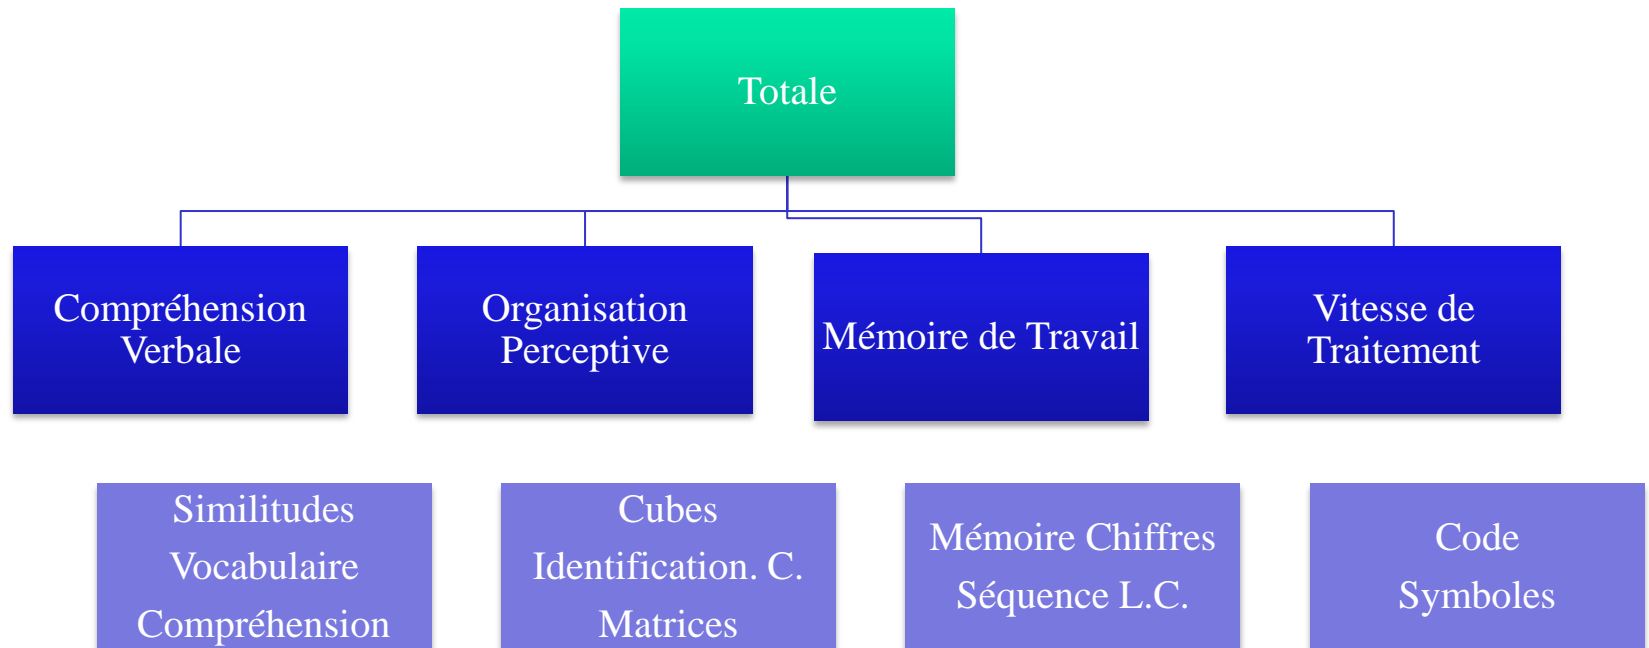 Totale
Compréhension
Verbale
Organisation
Perceptive
Mémoire de Travail
Vitesse de
Traitement
Similitudes
Vocabulaire
Compréhension
Cubes
Identification. C.
Matrices
Mémoire Chiffres
Séquence L.C.
Code
Symboles